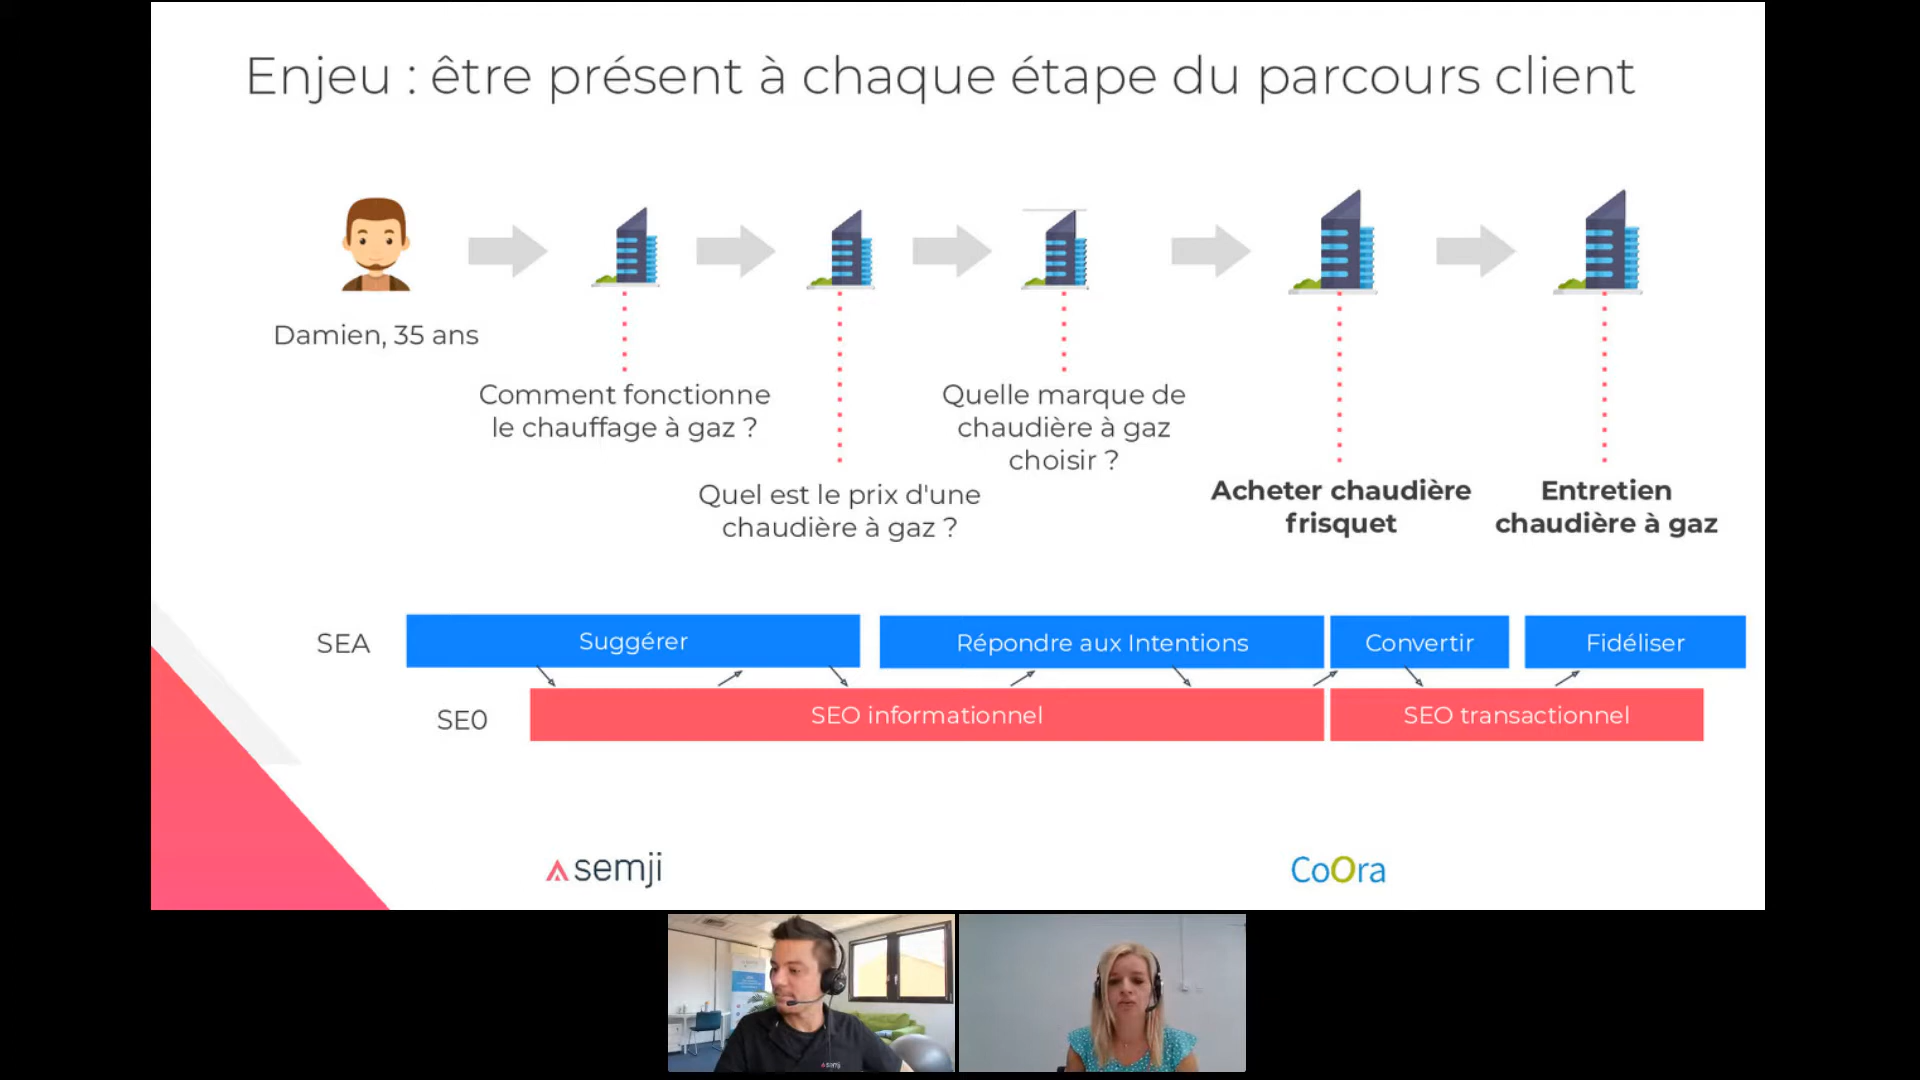 Enjeu : être présent à chaque étape du parcours client
Damien, 35 ans
Comment fonctionne
le chauffage à gaz ?
Quel est le prix d'une
chaudière à gaz ?
Quelle marque de
chaudière à gaz
choisir ?
Acheter chaudière
frisquet
Entretien
chaudière à gaz
SEA
Suggérer
Répondre aux Intentions
Convertir
Fidéliser
SE0
SEO informationnel
SEO transactionnel
semji
CoOra
semji